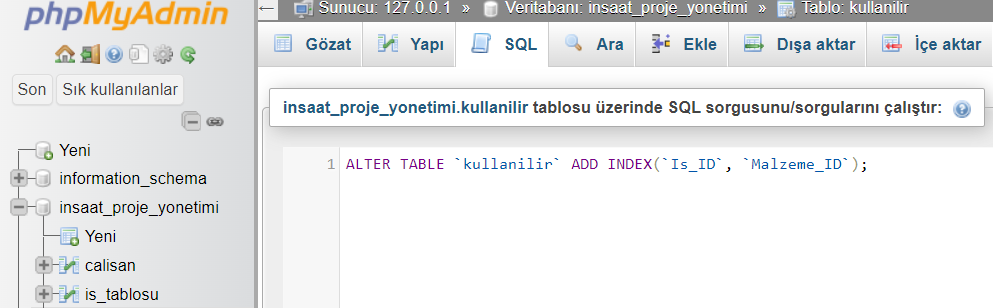 phpMyAdmin
Son Sık kullanılanlar
Yeni
information_schema
insaat_proje_yonetimi
Yeni
calisan
is_tablosu
Sunucu: 127.0.0.1 » Veritabanı: insaat_proje_yonetimi » Tablo: kullanilir
Gözat Yapı SQL Ara Ekle Dışa aktar İçe aktar
insaat_proje_yonetimi.kullanilir tablosu üzerinde SQL sorgusunu/sorgularını çalıştır:
1 ALTER TABLE `kullanilir` ADD INDEX(`Is_ID`, `Malzeme_ID`);